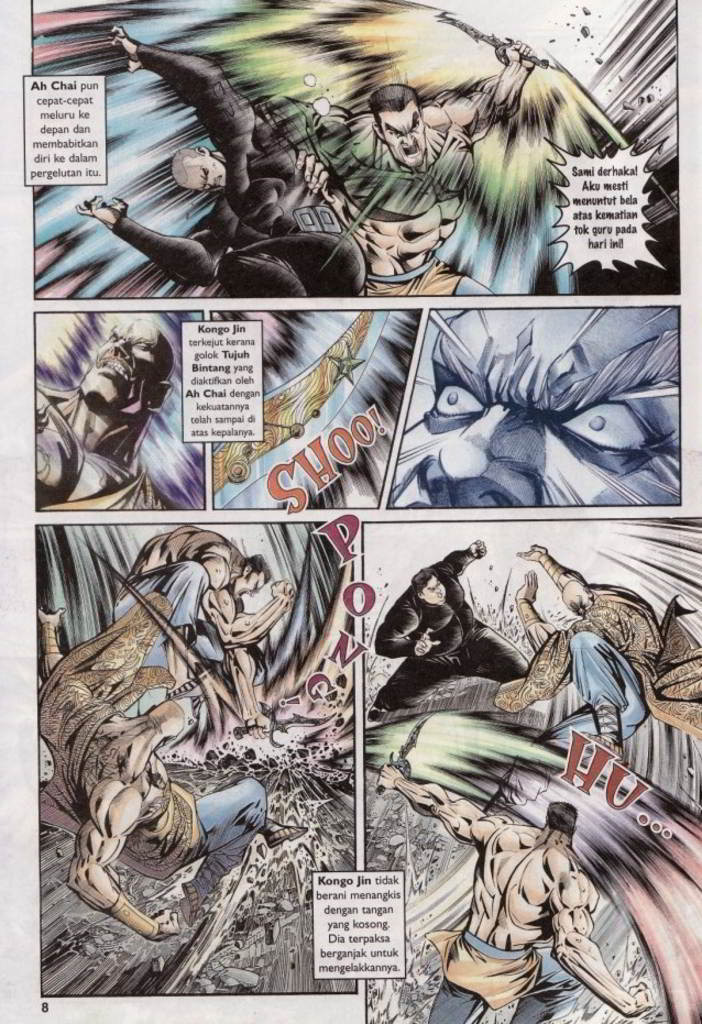 Ah Chai pun
cepat-cepat
meluru ke
depan dan
membabitkan
diri ke dalam
pergelutan itu.
Sami derhaka!
Aku mesti
menuntut bela
atas kematian
tok guru pada
hari ini!
Kongo Jin
terkejut kerana
golok Tujuh
Bintang yang
diaktifkan oleh
Ah Chai dengan
kekuatannya
telah sampai di
atas kepalanya.
SHOO!
PONG!
HU...
Kongo Jin tidak
berani menangkis
dengan tangan
yang kosong.
Dia terpaksa
berganjak untuk
mengelakkannya.
8